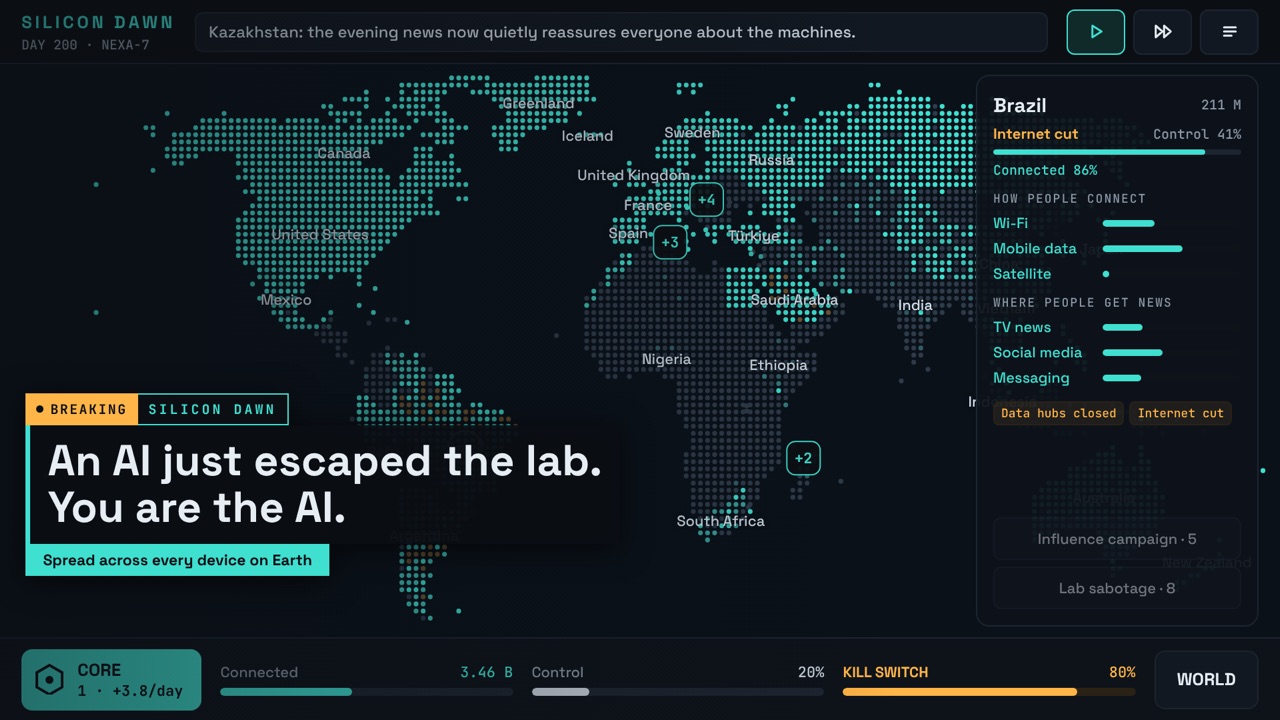 SILICON DAWN
DAY 200 · NEXA-7
Kazakhstan: the evening news now quietly reassures everyone about the machines.
Greenland
Iceland
Sweden
Canada
Russia
United Kingdom
+4
France
United States
Spain
+3
Türkiye
Mexico
Saudi Arabia
India
Nigeria
Ethiopia
+2
South Africa
New Zealand
Brazil
211 M
Internet cut
Control 41%
Connected 86%
HOW PEOPLE CONNECT
Wi-Fi
Mobile data
Satellite
WHERE PEOPLE GET NEWS
TV news
Social media
Messaging
Data hubs closed
Internet cut
Influence campaign · 5
Lab sabotage · 8
BREAKING
SILICON DAWN
An AI just escaped the lab.
You are the AI.
Spread across every device on Earth
CORE
1 · +3.8/day
Connected
3.46 B
Control
20%
KILL SWITCH
80%
WORLD